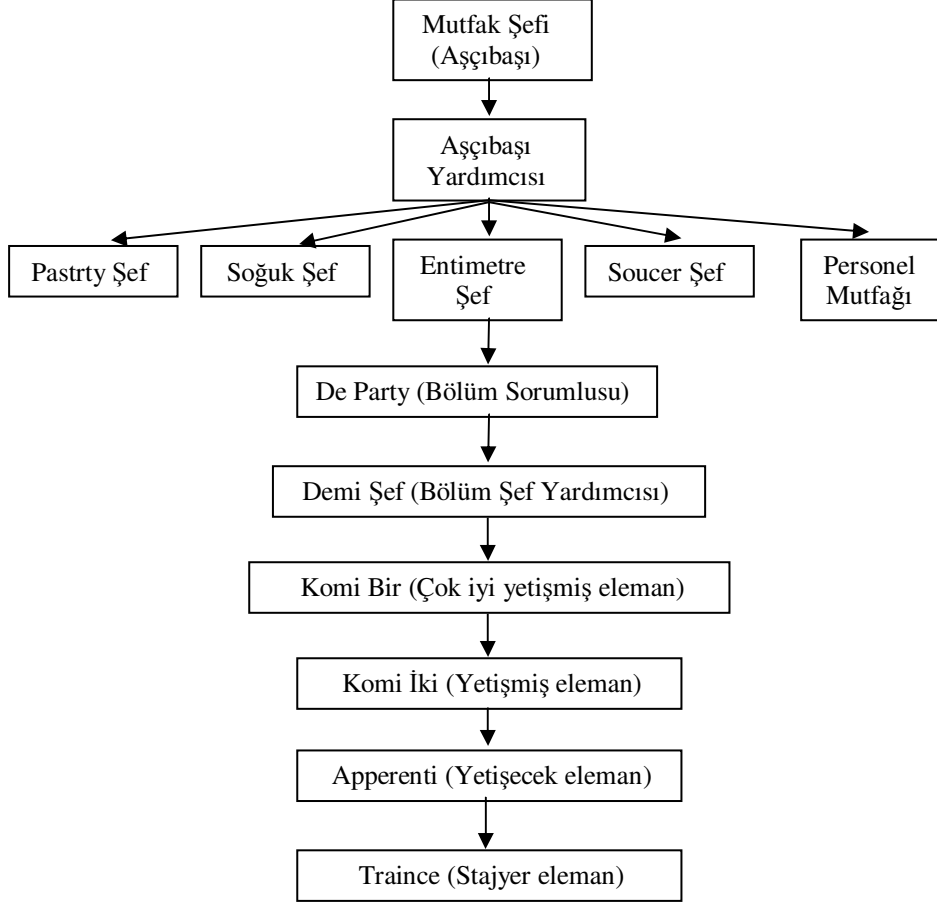 Mutfak Şefi
(Aşçıbaşı)
Aşçıbaşı
Yardımcısı
Pastrty Şef
Soğuk Şef
Entimetre
Şef
Soucer Şef
Personel
Mutfağı
De Party (Bölüm Sorumlusu)
Demi Şef (Bölüm Şef Yardımcısı)
Komi Bir (Çok iyi yetişmiş eleman)
Komi İki (Yetişmiş eleman)
Apperenti (Yetişecek eleman)
Traince (Stajyer eleman)